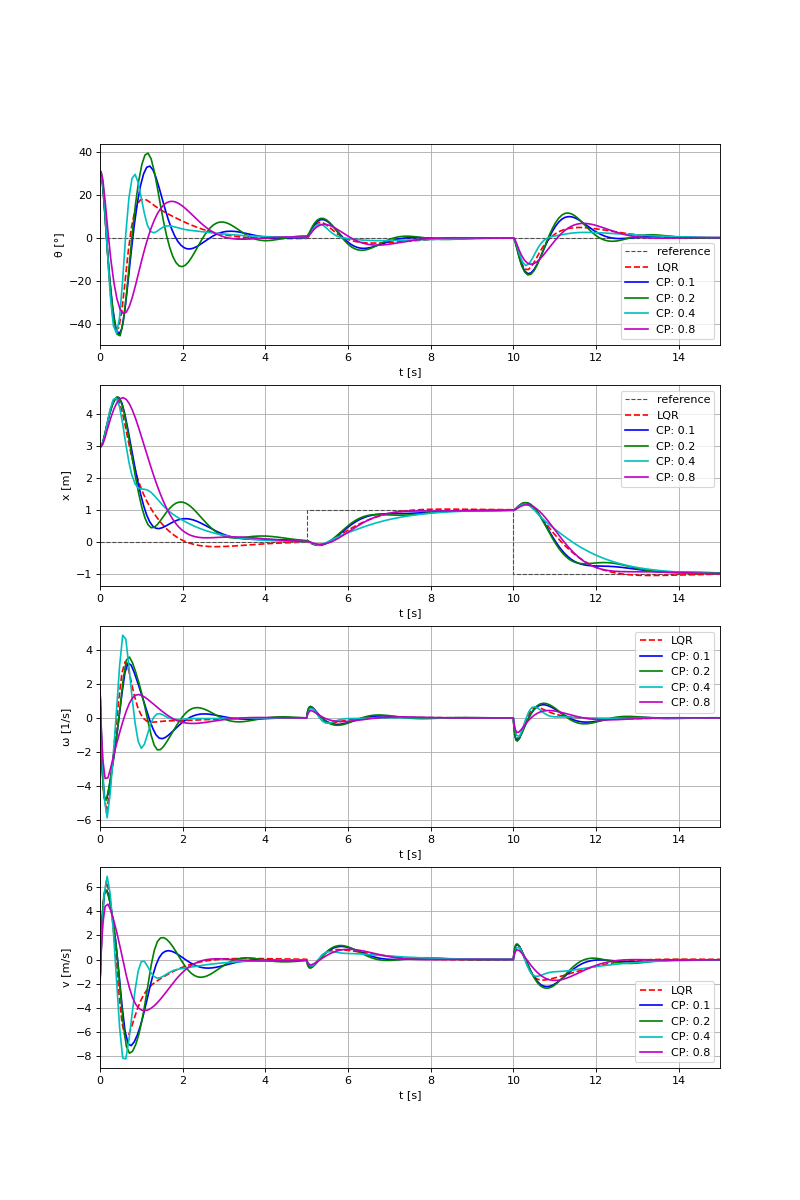 40
20
0
−20
−40
θ [°]
reference
LQR
CP: 0.1
CP: 0.2
CP: 0.4
CP: 0.8
0 2 4 6 8 10 12 14
t [s]
4
3
2
1
0
−1
x [m]
reference
LQR
CP: 0.1
CP: 0.2
CP: 0.4
CP: 0.8
0 2 4 6 8 10 12 14
t [s]
4
2
0
−2
−4
−6
ω [1/s]
LQR
CP: 0.1
CP: 0.2
CP: 0.4
CP: 0.8
0 2 4 6 8 10 12 14
t [s]
6
4
2
0
−2
−4
−6
−8
v [m/s]
LQR
CP: 0.1
CP: 0.2
CP: 0.4
CP: 0.8
0 2 4 6 8 10 12 14
t [s]